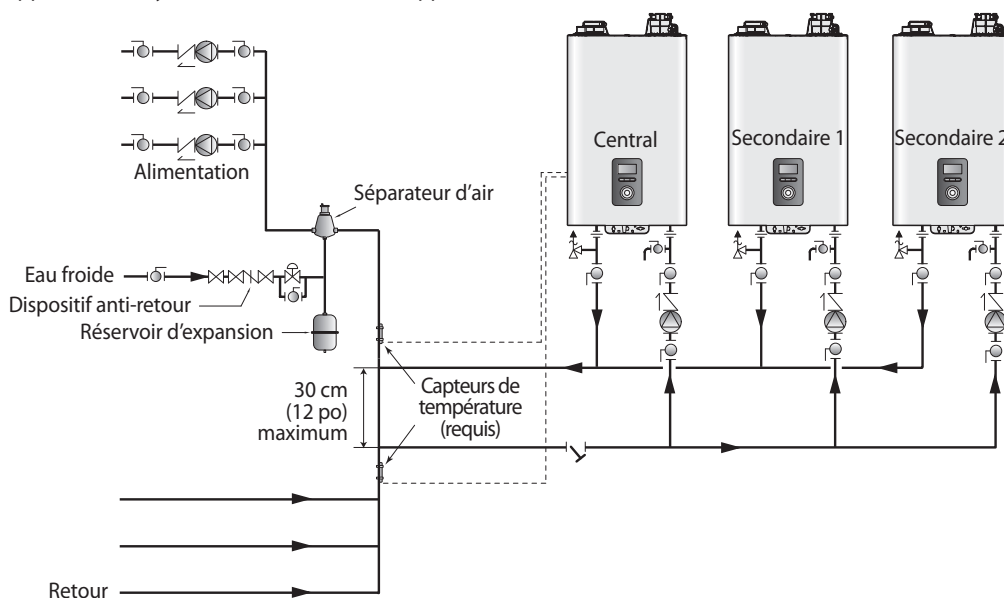 Alimentation
Séparateur d'air
Central
Secondaire 1
Secondaire 2
Eau froide
Dispositif anti-retour
Réservoir d'expansion
30 cm
(12 po)
maximum
Capteurs de
température
(requis)
Retour